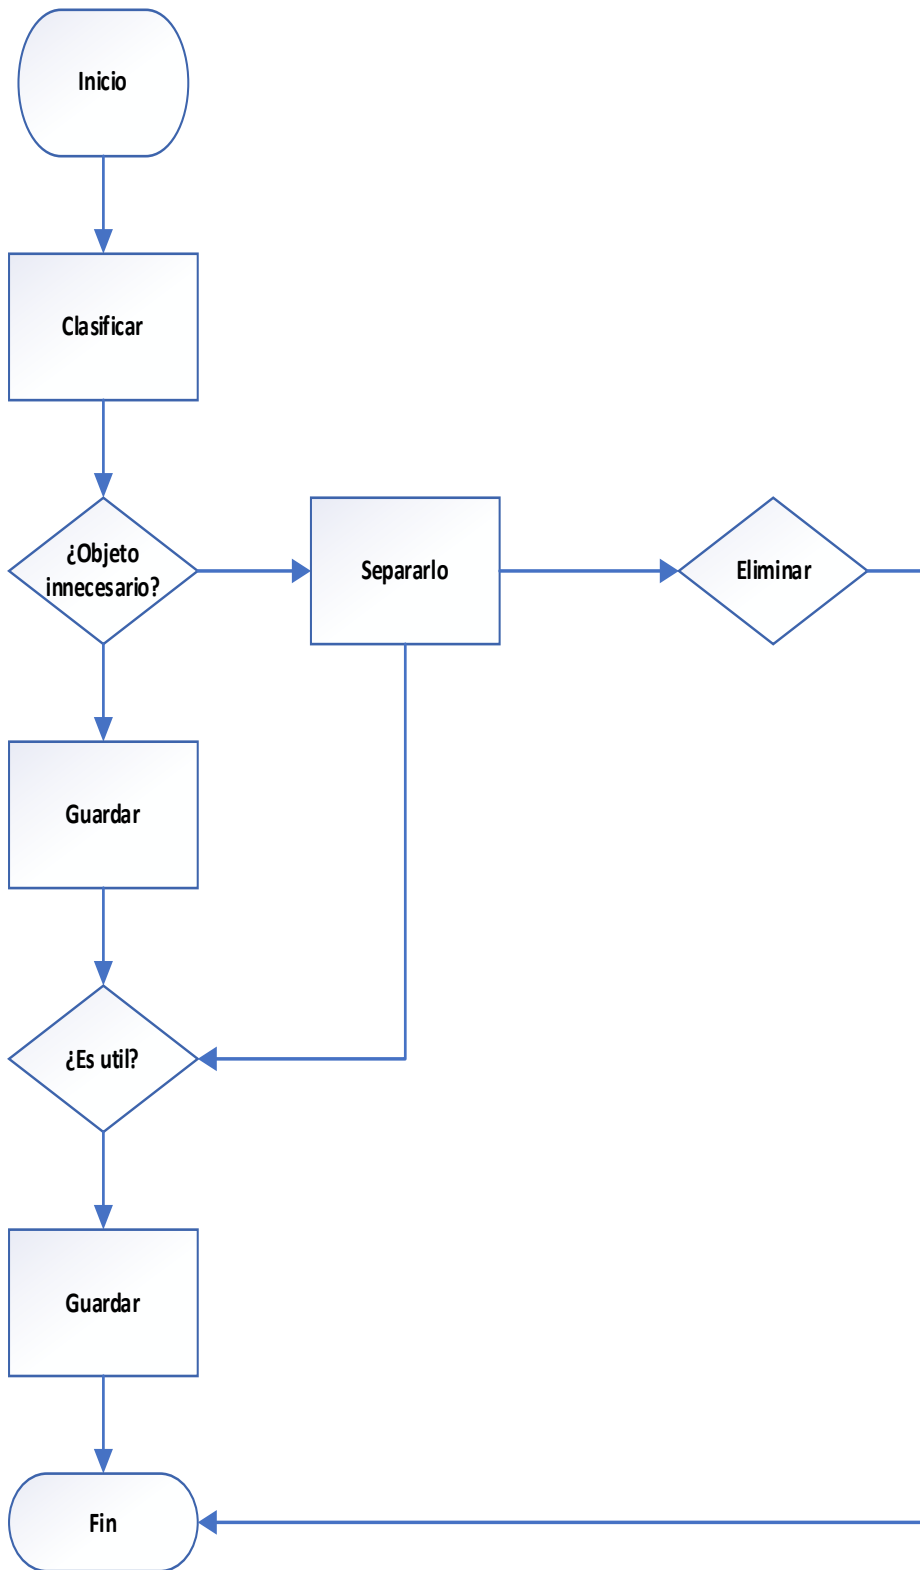 Inicio
Clasificar
¿Objeto
innecesario?
Separarlo
Eliminar
Guardar
¿Es util?
Guardar
Fin